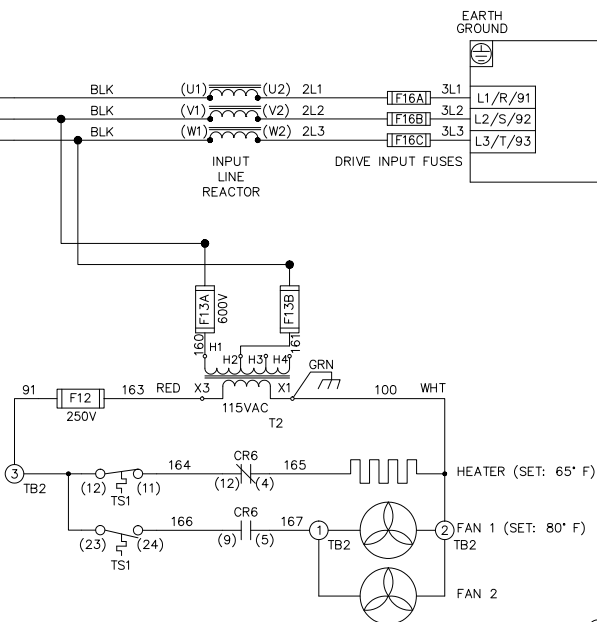 EARTH
GROUND
BLK (U1) (U2) 2L1 F16A 3L1 L1/R/91
BLK (V1) (V2) 2L2 F16B 3L2 L2/S/92
BLK (W1) (W2) 2L3 F16C 3L3 L3/T/93
INPUT
LINE
REACTOR
DRIVE INPUT FUSES
F13A
600V
F13B
160
161
H1 H2 H3 H4
GRN
91 F12 163 RED X3 X1 100 WHT
250V
115VAC
T2
3
TB2
(12) (11) 164 CR6 165 HEATER (SET: 65° F)
TS1
(12) (4)
(23) (24) 166 CR6 167 1 2 FAN 1 (SET: 80° F)
TS1
(9) (5)
TB2
TB2
FAN 2